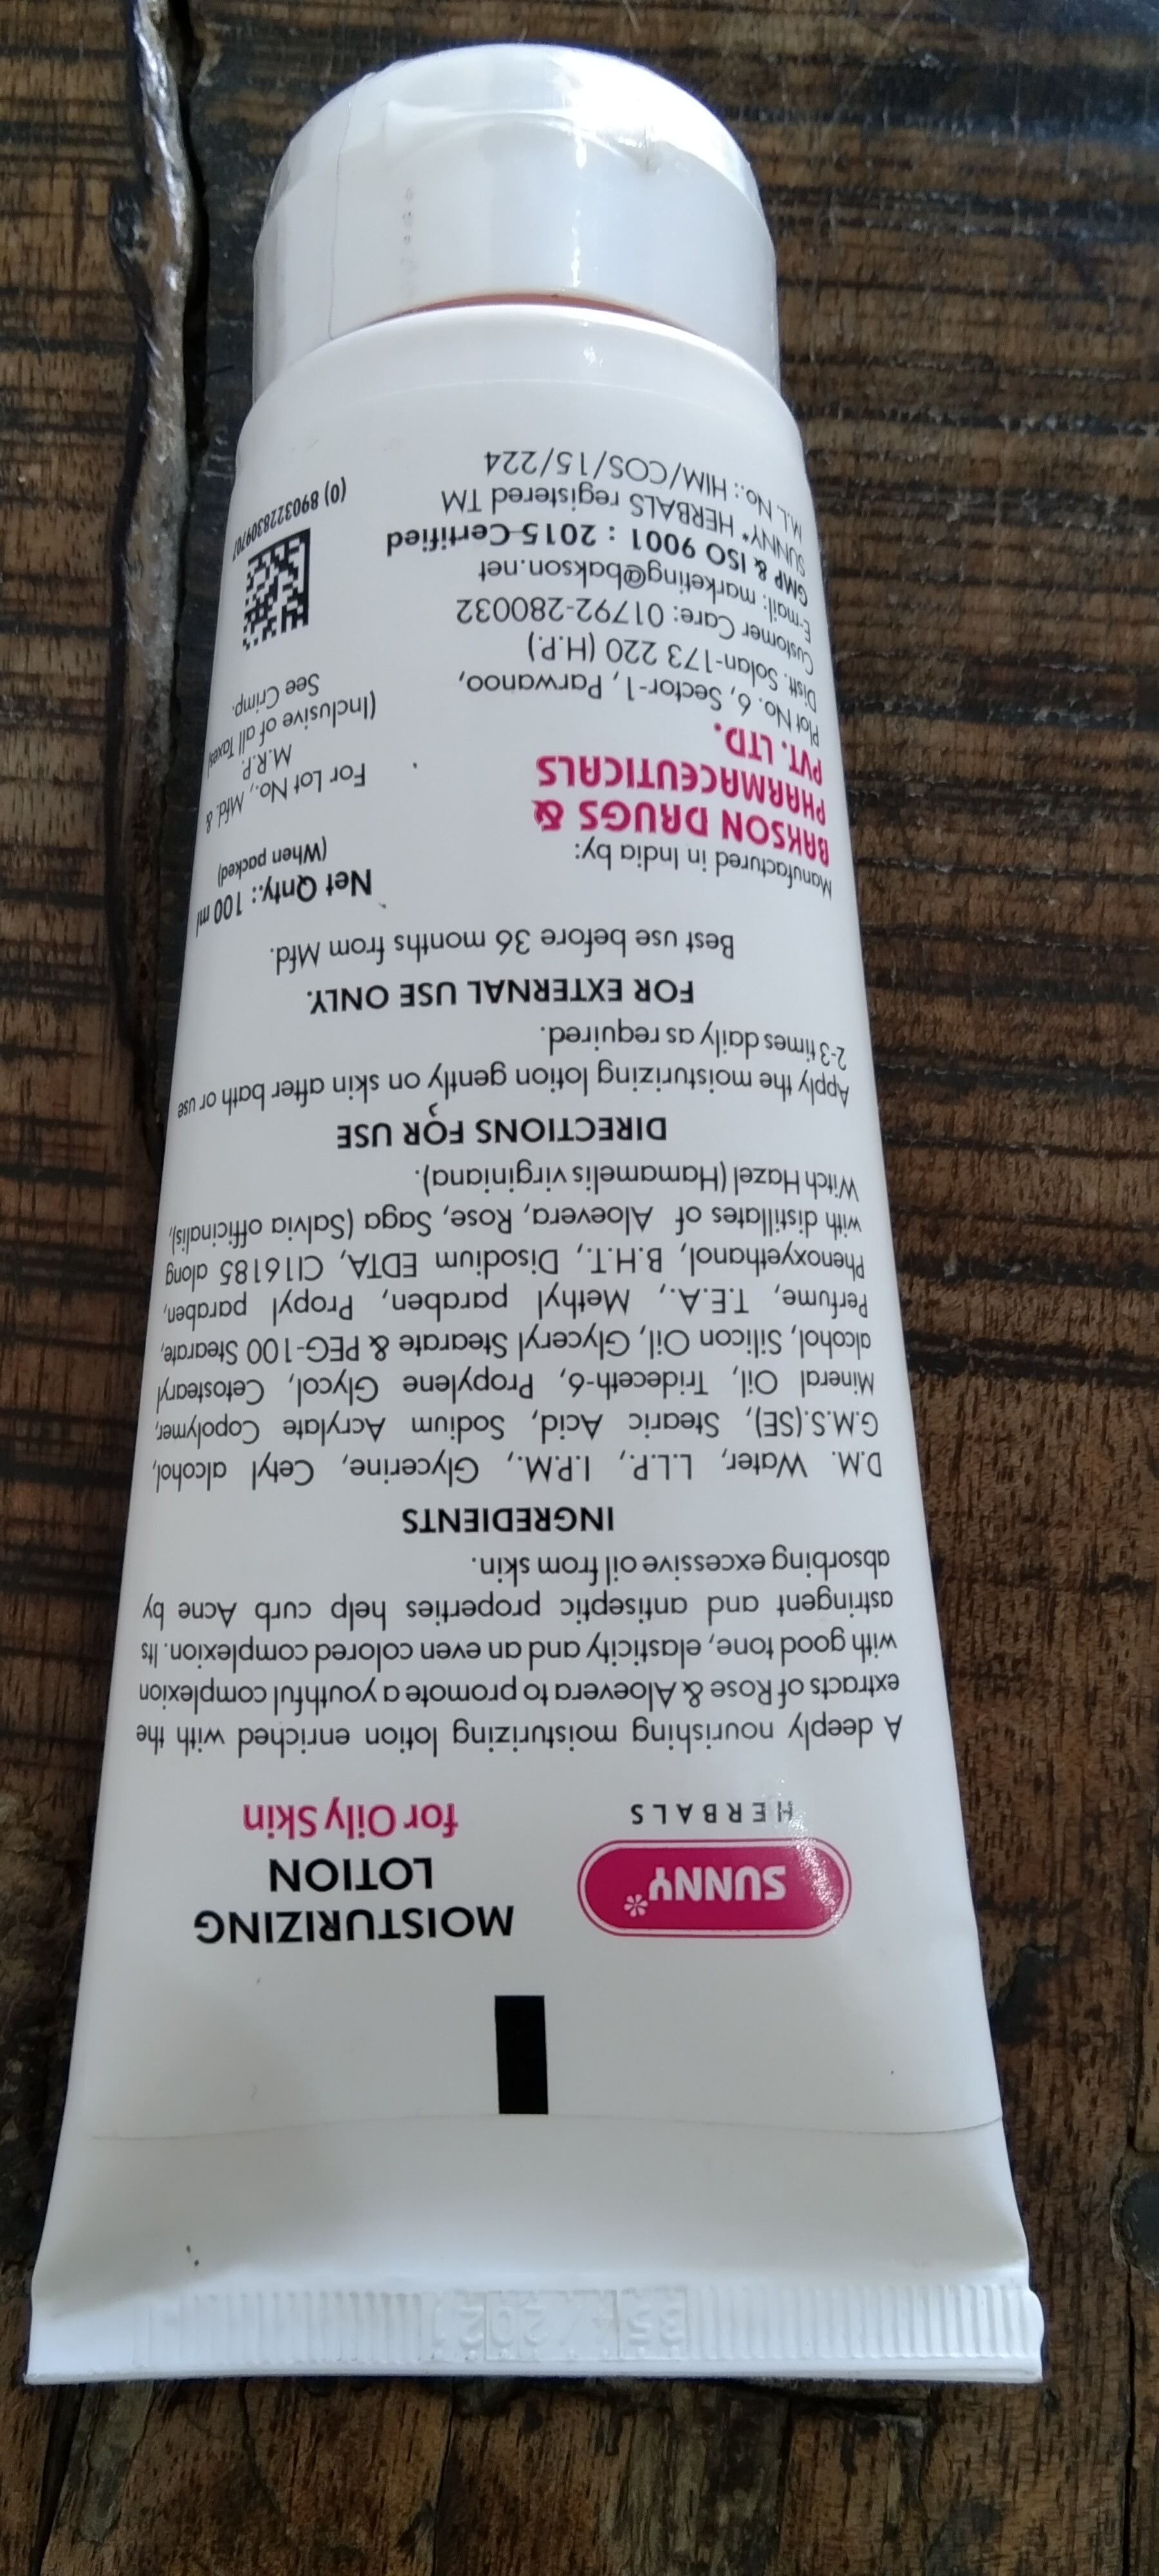 SUNNY*
HERBALS
MOISTURIZING
LOTION
for Oily Skin
A deeply nourishing moisturizing lotion enriched with the
extracts of Rose & Aloevera to promote a youthful complexion
with good tone, elasticity and an even colored complexion. Its
astringent and antiseptic properties help curb Acne by
absorbing excessive oil from skin.
INGREDIENTS
D.M. Water, L.L.P., I.P.M., Glycerine, Cetyl alcohol,
G.M.S.(SE), Stearic Acid, Sodium Acrylate Copolymer,
Mineral Oil, Trideceth-6, Propylene Glycol, Cetostearyl
alcohol, Silicon Oil, Glyceryl Stearate & PEG-100 Stearate,
Perfume, T.E.A., Methyl paraben, Propyl paraben,
Phenoxyethanol, B.H.T., Disodium EDTA, CI16185 along
with distillates of Aloevera, Rose, Saga (Salvia officinalis),
Witch Hazel (Hamamelis virginiana).
DIRECTIONS FOR USE
Apply the moisturizing lotion gently on skin after bath or use
2-3 times daily as required.
FOR EXTERNAL USE ONLY.
Best use before 36 months from Mfd.
Manufactured in India by:
BAKSON DRUGS &
PHARMACEUTICALS
PVT. LTD.
Plot No. 6, Sector-1, Parwanoo,
Distt. Solan-173 220 (H.P.)
Customer Care: 01792-280032
E-mail: marketing@bakson.net
GMP & ISO 9001 : 2015 Certified
SUNNY* HERBALS registered TM
M.L. No.: HIM/COS/15/224
Net Qnty.: 100 ml
(When packed)
For Lot No., Mfd. &
M.R.P.
(Inclusive of all Taxes)
See Crimp.
(0) 8903228309707